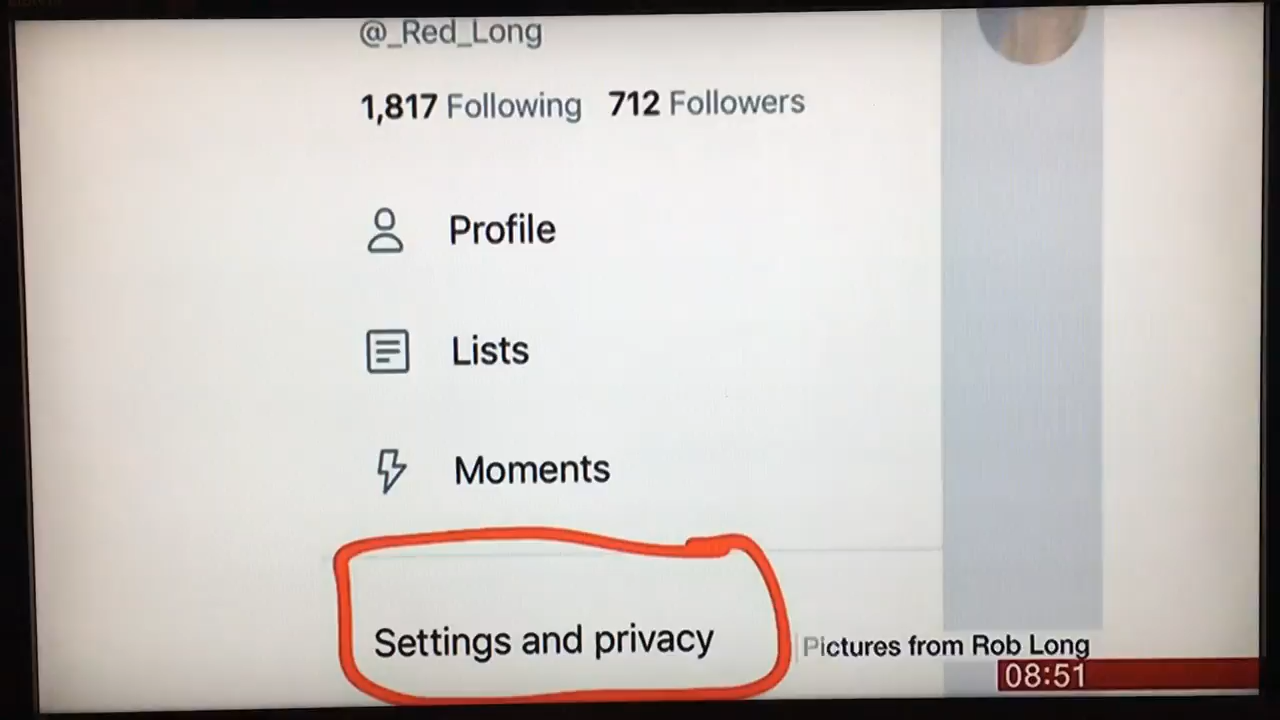 @_Red_Long
1,817 Following 712 Followers
Profile
Lists
Moments
Settings and privacy
Pictures from Rob Long
08:51